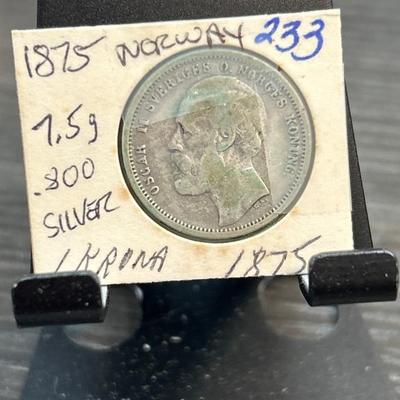 1875 NORWAY 233
7.5g
.800
SILVER
1 KRONA 1875
OSCAR II SVERIGES O. NORGES KONUNG